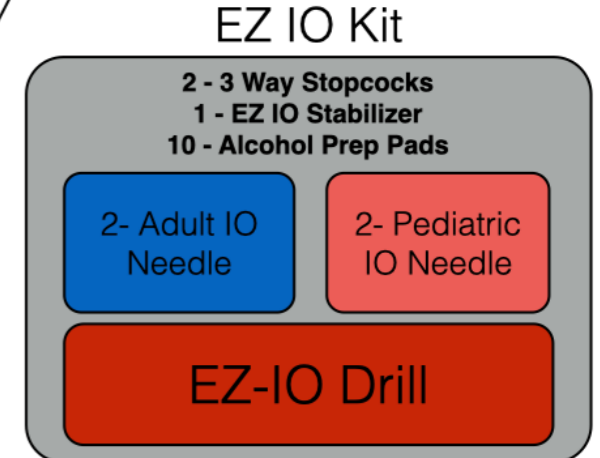 EZ IO Kit
2 - 3 Way Stopcocks
1 - EZ IO Stabilizer
10 - Alcohol Prep Pads
2- Adult IO
Needle
2- Pediatric
IO Needle
EZ-IO Drill